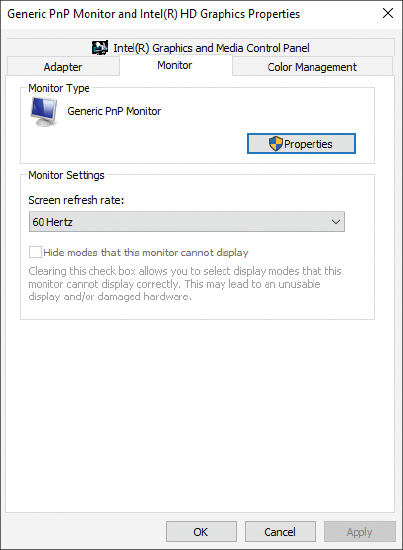 Generic PnP Monitor and Intel(R) HD Graphics Properties
Intel(R) Graphics and Media Control Panel
Adapter
Monitor
Color Management
Monitor Type
Generic PnP Monitor
Properties
Monitor Settings
Screen refresh rate:
60 Hertz
Hide modes that this monitor cannot display
Clearing this check box allows you to select display modes that this
monitor cannot display correctly. This may lead to an unusable
display and/or damaged hardware.
OK
Cancel
Apply